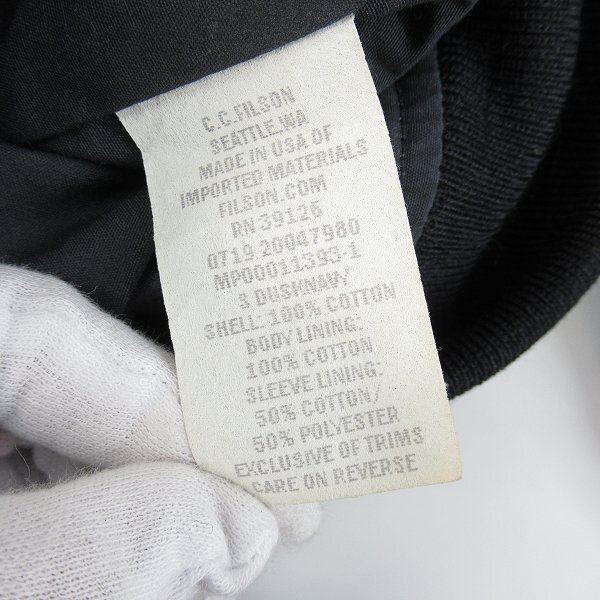 C.C.FILSON
SEATTLE,WA
MADE IN USA OF
IMPORTED MATERIALS
FILSON.COM
RN 39126
0719 20047980
MP00011393-1
S DUSKNAVY
SHELL: 100% COTTON
BODY LINING:
100% COTTON
SLEEVE LINING:
50% COTTON/
50% POLYESTER
EXCLUSIVE OF TRIMS
CARE ON REVERSE